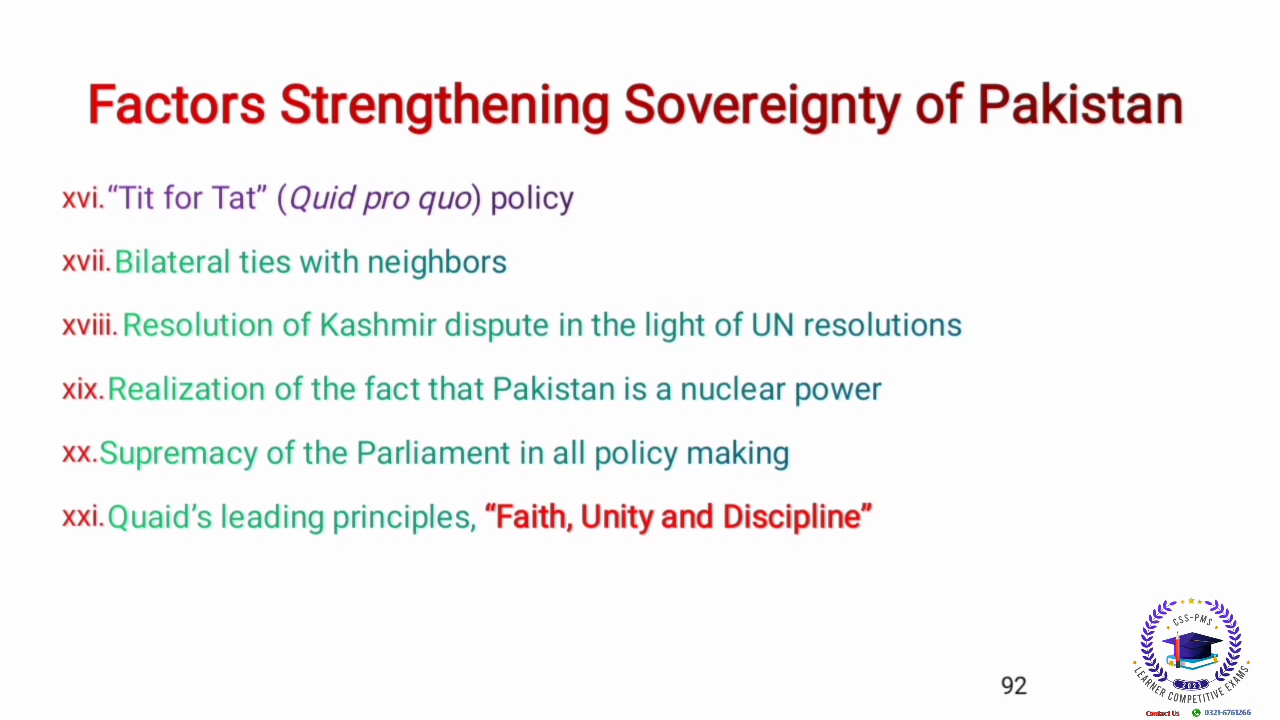 Factors Strengthening Sovereignty of Pakistan
xvi. “Tit for Tat” (Quid pro quo) policy
xvii. Bilateral ties with neighbors
xviii. Resolution of Kashmir dispute in the light of UN resolutions
xix. Realization of the fact that Pakistan is a nuclear power
xx. Supremacy of the Parliament in all policy making
xxi. Quaid’s leading principles, “Faith, Unity and Discipline”
CSS-PMS
2021
LEARNER COMPETITIVE EXAMS
92
Contact Us 0321-6761266